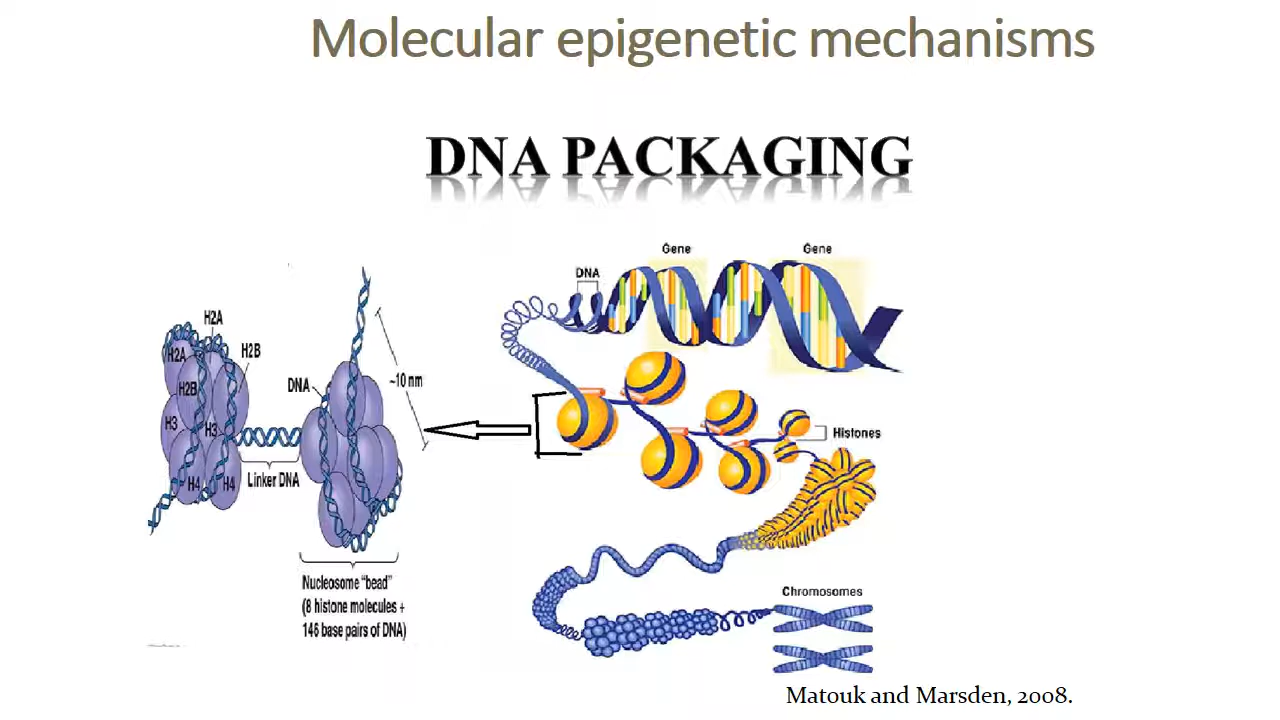 Molecular epigenetic mechanisms
DNA PACKAGING
Gene
Gene
DNA
H2A
H2A
H2B
H2B
DNA
~10 nm
H3
H3
Histones
H4
H4
Linker DNA
Nucleosome "bead"
(8 histone molecules +
146 base pairs of DNA)
Chromosomes
Matouk and Marsden, 2008.